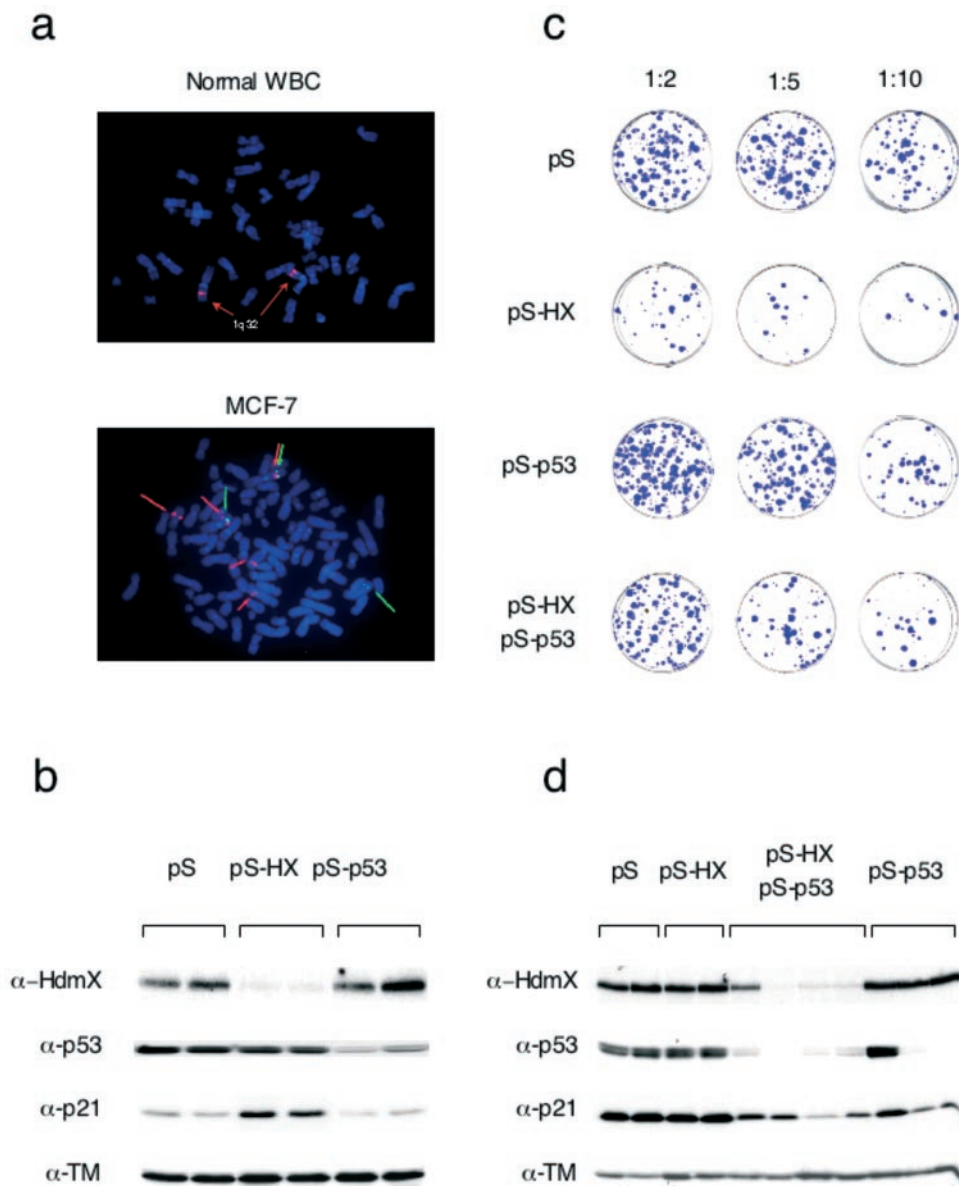 a
Normal WBC
1q 32
MCF-7
c
1:2 1:5 1:10
pS
pS-HX
pS-p53
pS-HX
pS-p53
b
pS pS-HX pS-p53
α-HdmX
α-p53
α-p21
α-TM
d
pS pS-HX pS-HX
pS-p53 pS-p53
α-HdmX
α-p53
α-p21
α-TM